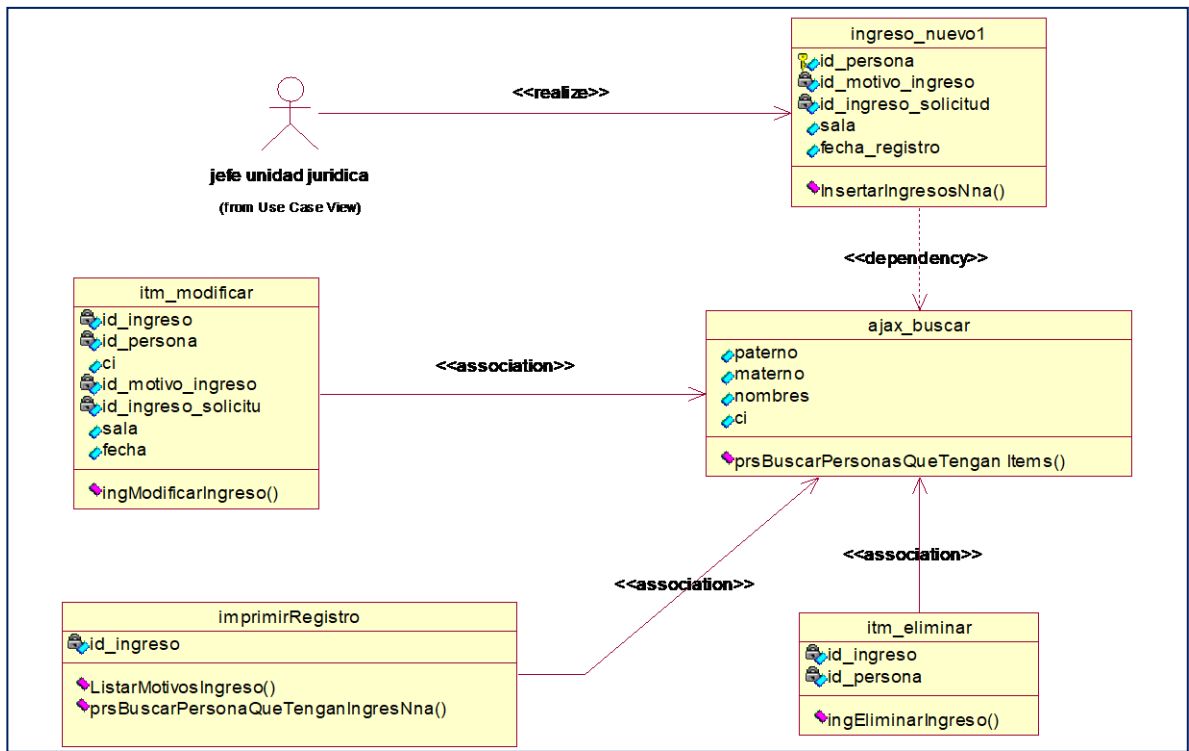 ingreso_nuevo1
id_persona
id_motivo_ingreso
id_ingreso_solicitud
sala
fecha_registro
InsertarIngresosNna()
<<realize>>
jefe unidad juridica
(from Use Case View)
<<dependency>>
itm_modificar
id_ingreso
id_persona
ci
id_motivo_ingreso
id_ingreso_solicitu
sala
fecha
ingModificarIngreso()
<<association>>
ajax_buscar
paterno
materno
nombres
ci
prsBuscarPersonasQueTengan Items()
<<association>>
<<association>>
imprimirRegistro
id_ingreso
ListarMotivosIngreso()
prsBuscarPersonaQueTenganIngresNna()
itm_eliminar
id_ingreso
id_persona
ingEliminarIngreso()